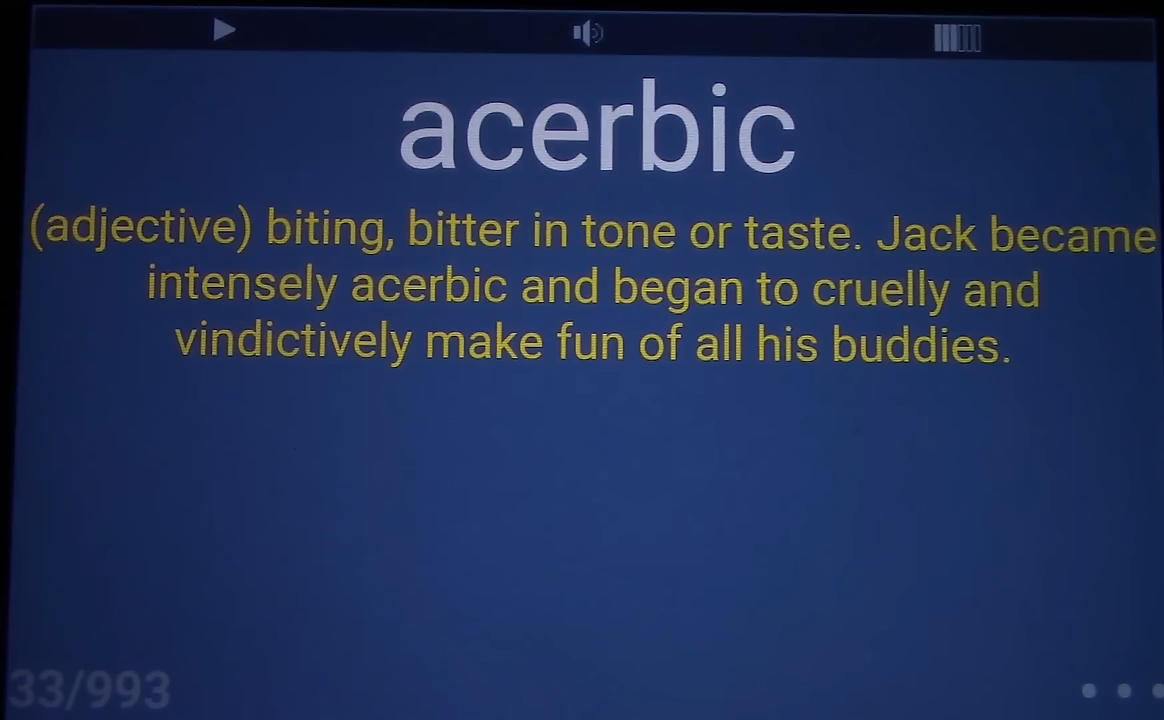 acerbic
(adjective) biting, bitter in tone or taste. Jack became
intensely acerbic and began to cruelly and
vindictively make fun of all his buddies.
33/993